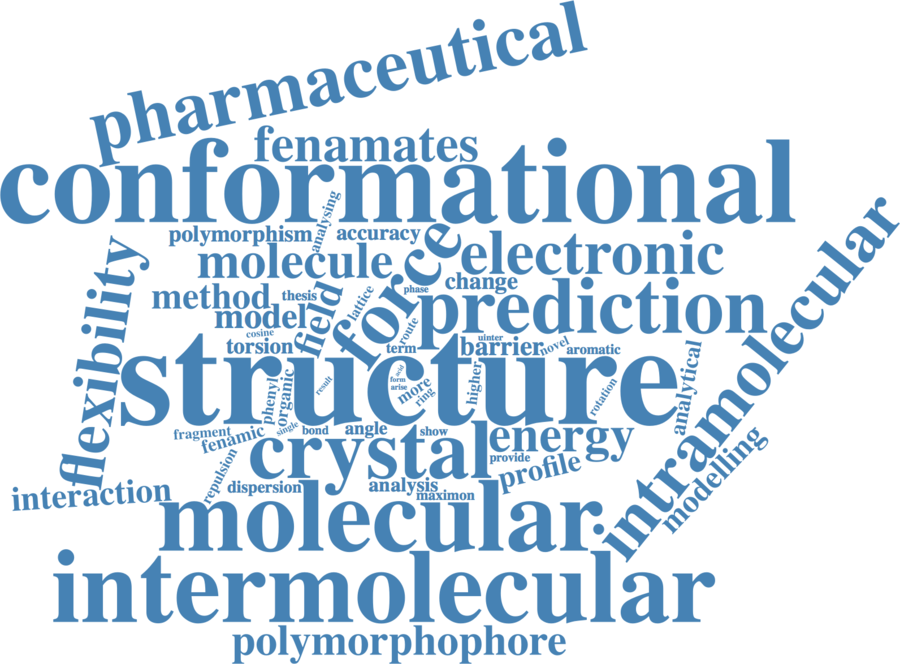 pharmaceutical
fenamates
conformational
analysing
polymorphism
accuracy
force
molecule
electronic
intramolecular
flexibility
change
method
thesis
field
lattice
phase
prediction
model
route
cosine
torsion
term
uinter
barrier
novel
aromatic
structure
analytical
phenyl
organic
result
acid
form
arise
more
ring
higher
rotation
fragment
fenamic
single
bond
angle
show
energy
crystal
provide
profile
modelling
repulsion
interaction
dispersion
analysis
maximon
molecular
intermolecular
polymorphophore